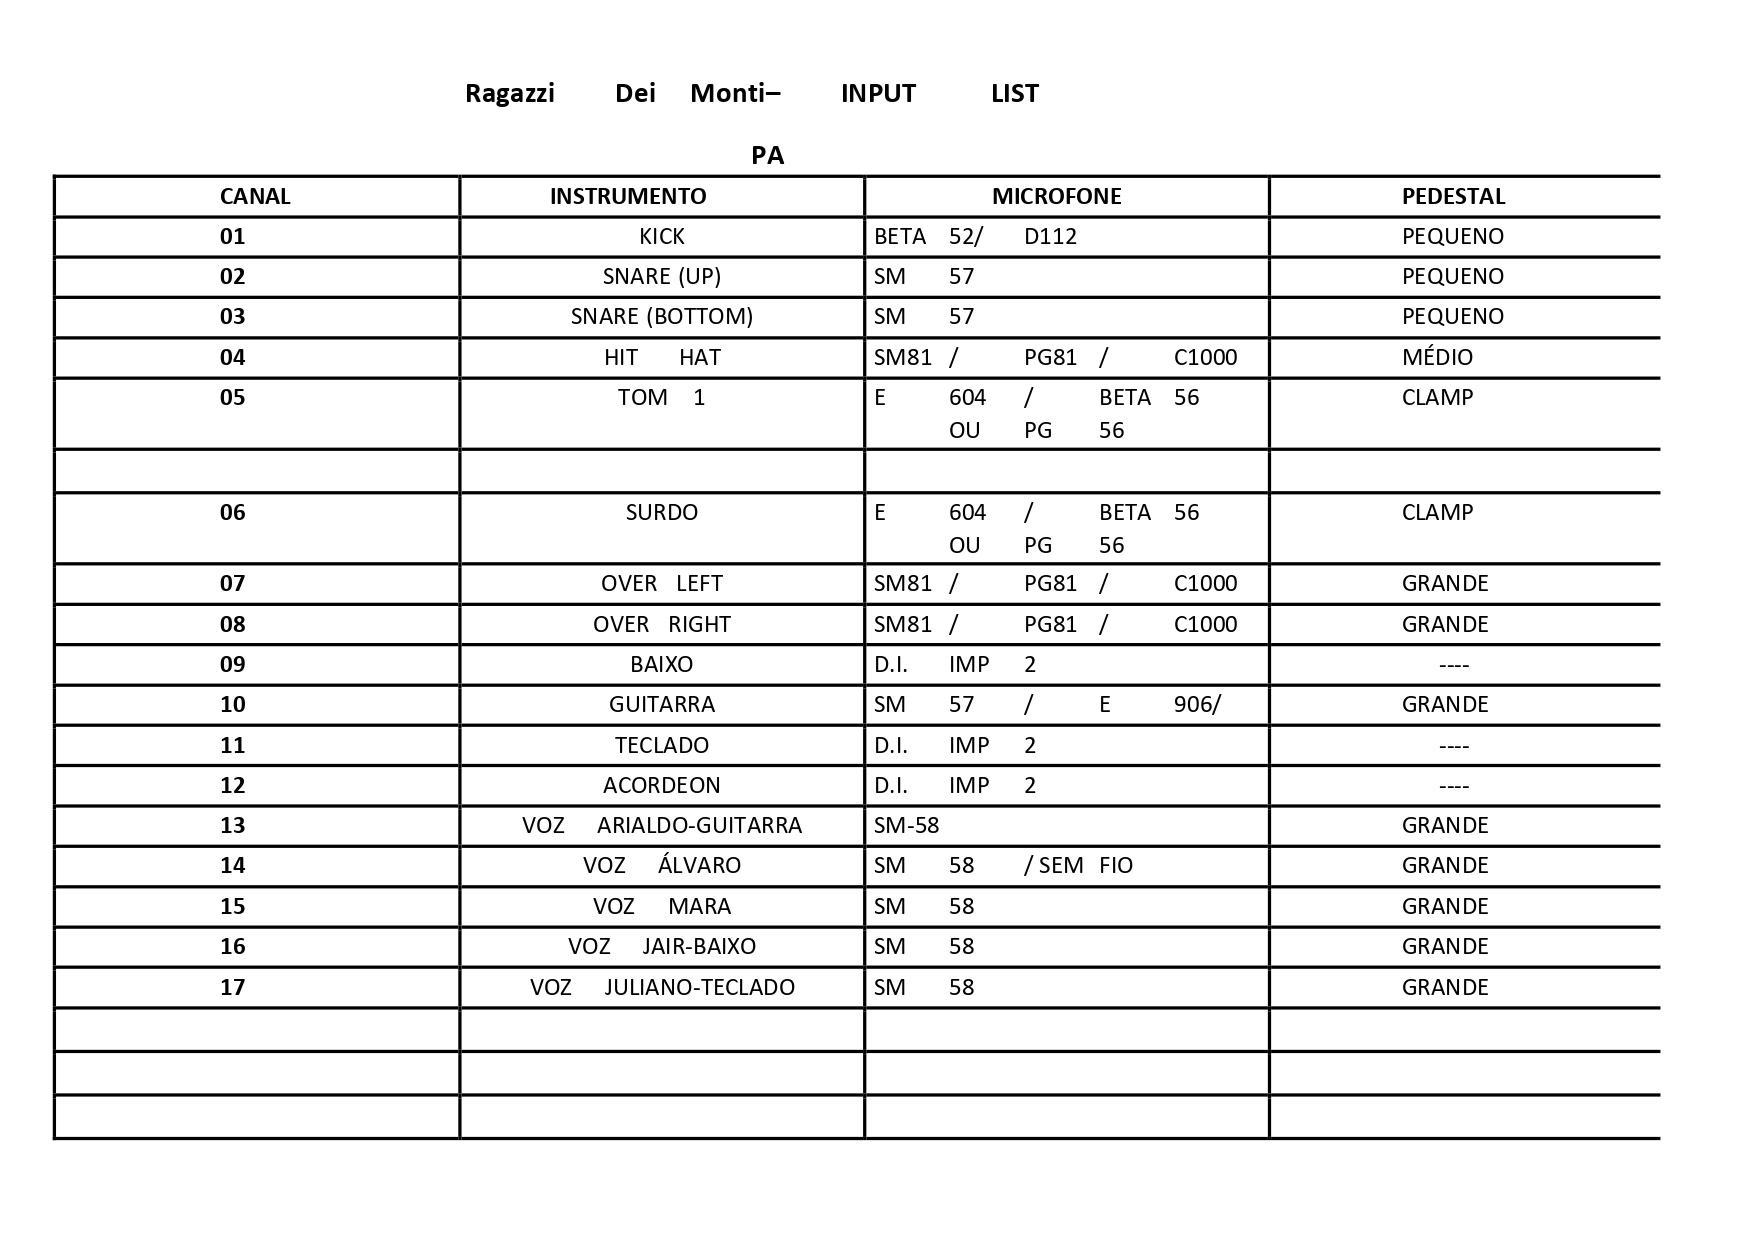 Ragazzi Dei Monti– INPUT LIST
PA
CANAL INSTRUMENTO MICROFONE PEDESTAL
01 KICK BETA 52/ D112 PEQUENO
02 SNARE (UP) SM 57 PEQUENO
03 SNARE (BOTTOM) SM 57 PEQUENO
04 HIT HAT SM81 / PG81 / C1000 MÉDIO
05 TOM 1 E 604 / BETA 56 CLAMP
OU PG 56
06 SURDO E 604 / BETA 56 CLAMP
OU PG 56
07 OVER LEFT SM81 / PG81 / C1000 GRANDE
08 OVER RIGHT SM81 / PG81 / C1000 GRANDE
09 BAIXO D.I. IMP 2 ----
10 GUITARRA SM 57 / E 906/ GRANDE
11 TECLADO D.I. IMP 2 ----
12 ACORDEON D.I. IMP 2 ----
13 VOZ ARIALDO-GUITARRA SM-58 GRANDE
14 VOZ ÁLVARO SM 58 / SEM FIO GRANDE
15 VOZ MARA SM 58 GRANDE
16 VOZ JAIR-BAIXO SM 58 GRANDE
17 VOZ JULIANO-TECLADO SM 58 GRANDE